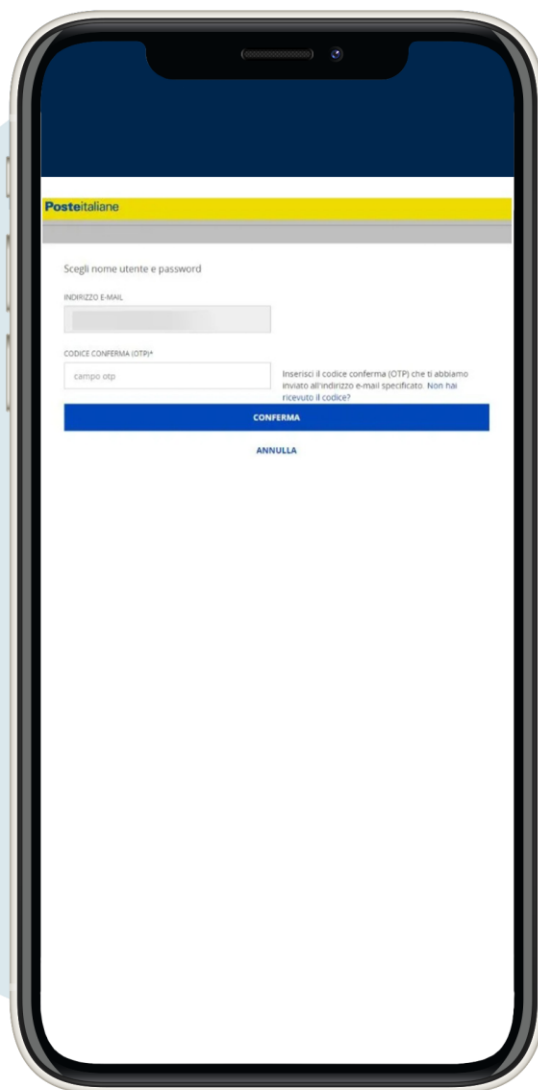 Posteitaliane
Scegli nome utente e password
INDIRIZZO E-MAIL
CODICE CONFERMA (OTP)*
campo otp
Inserisci il codice conferma (OTP) che ti abbiamo
inviato all'indirizzo e-mail specificato. Non hai
ricevuto il codice?
CONFERMA
ANNULLA